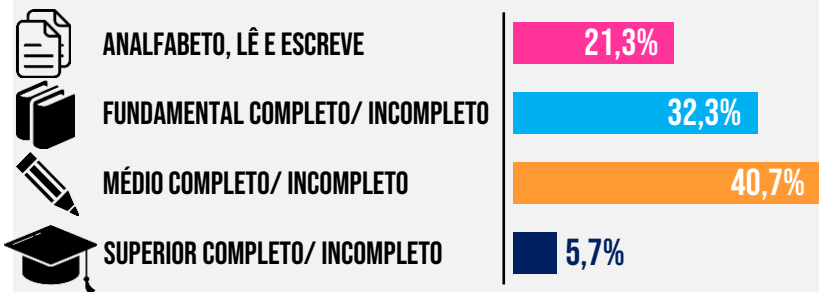 ANALFABETO, LÊ E ESCREVE 21,3%
FUNDAMENTAL COMPLETO/ INCOMPLETO 32,3%
MÉDIO COMPLETO/ INCOMPLETO 40,7%
SUPERIOR COMPLETO/ INCOMPLETO 5,7%